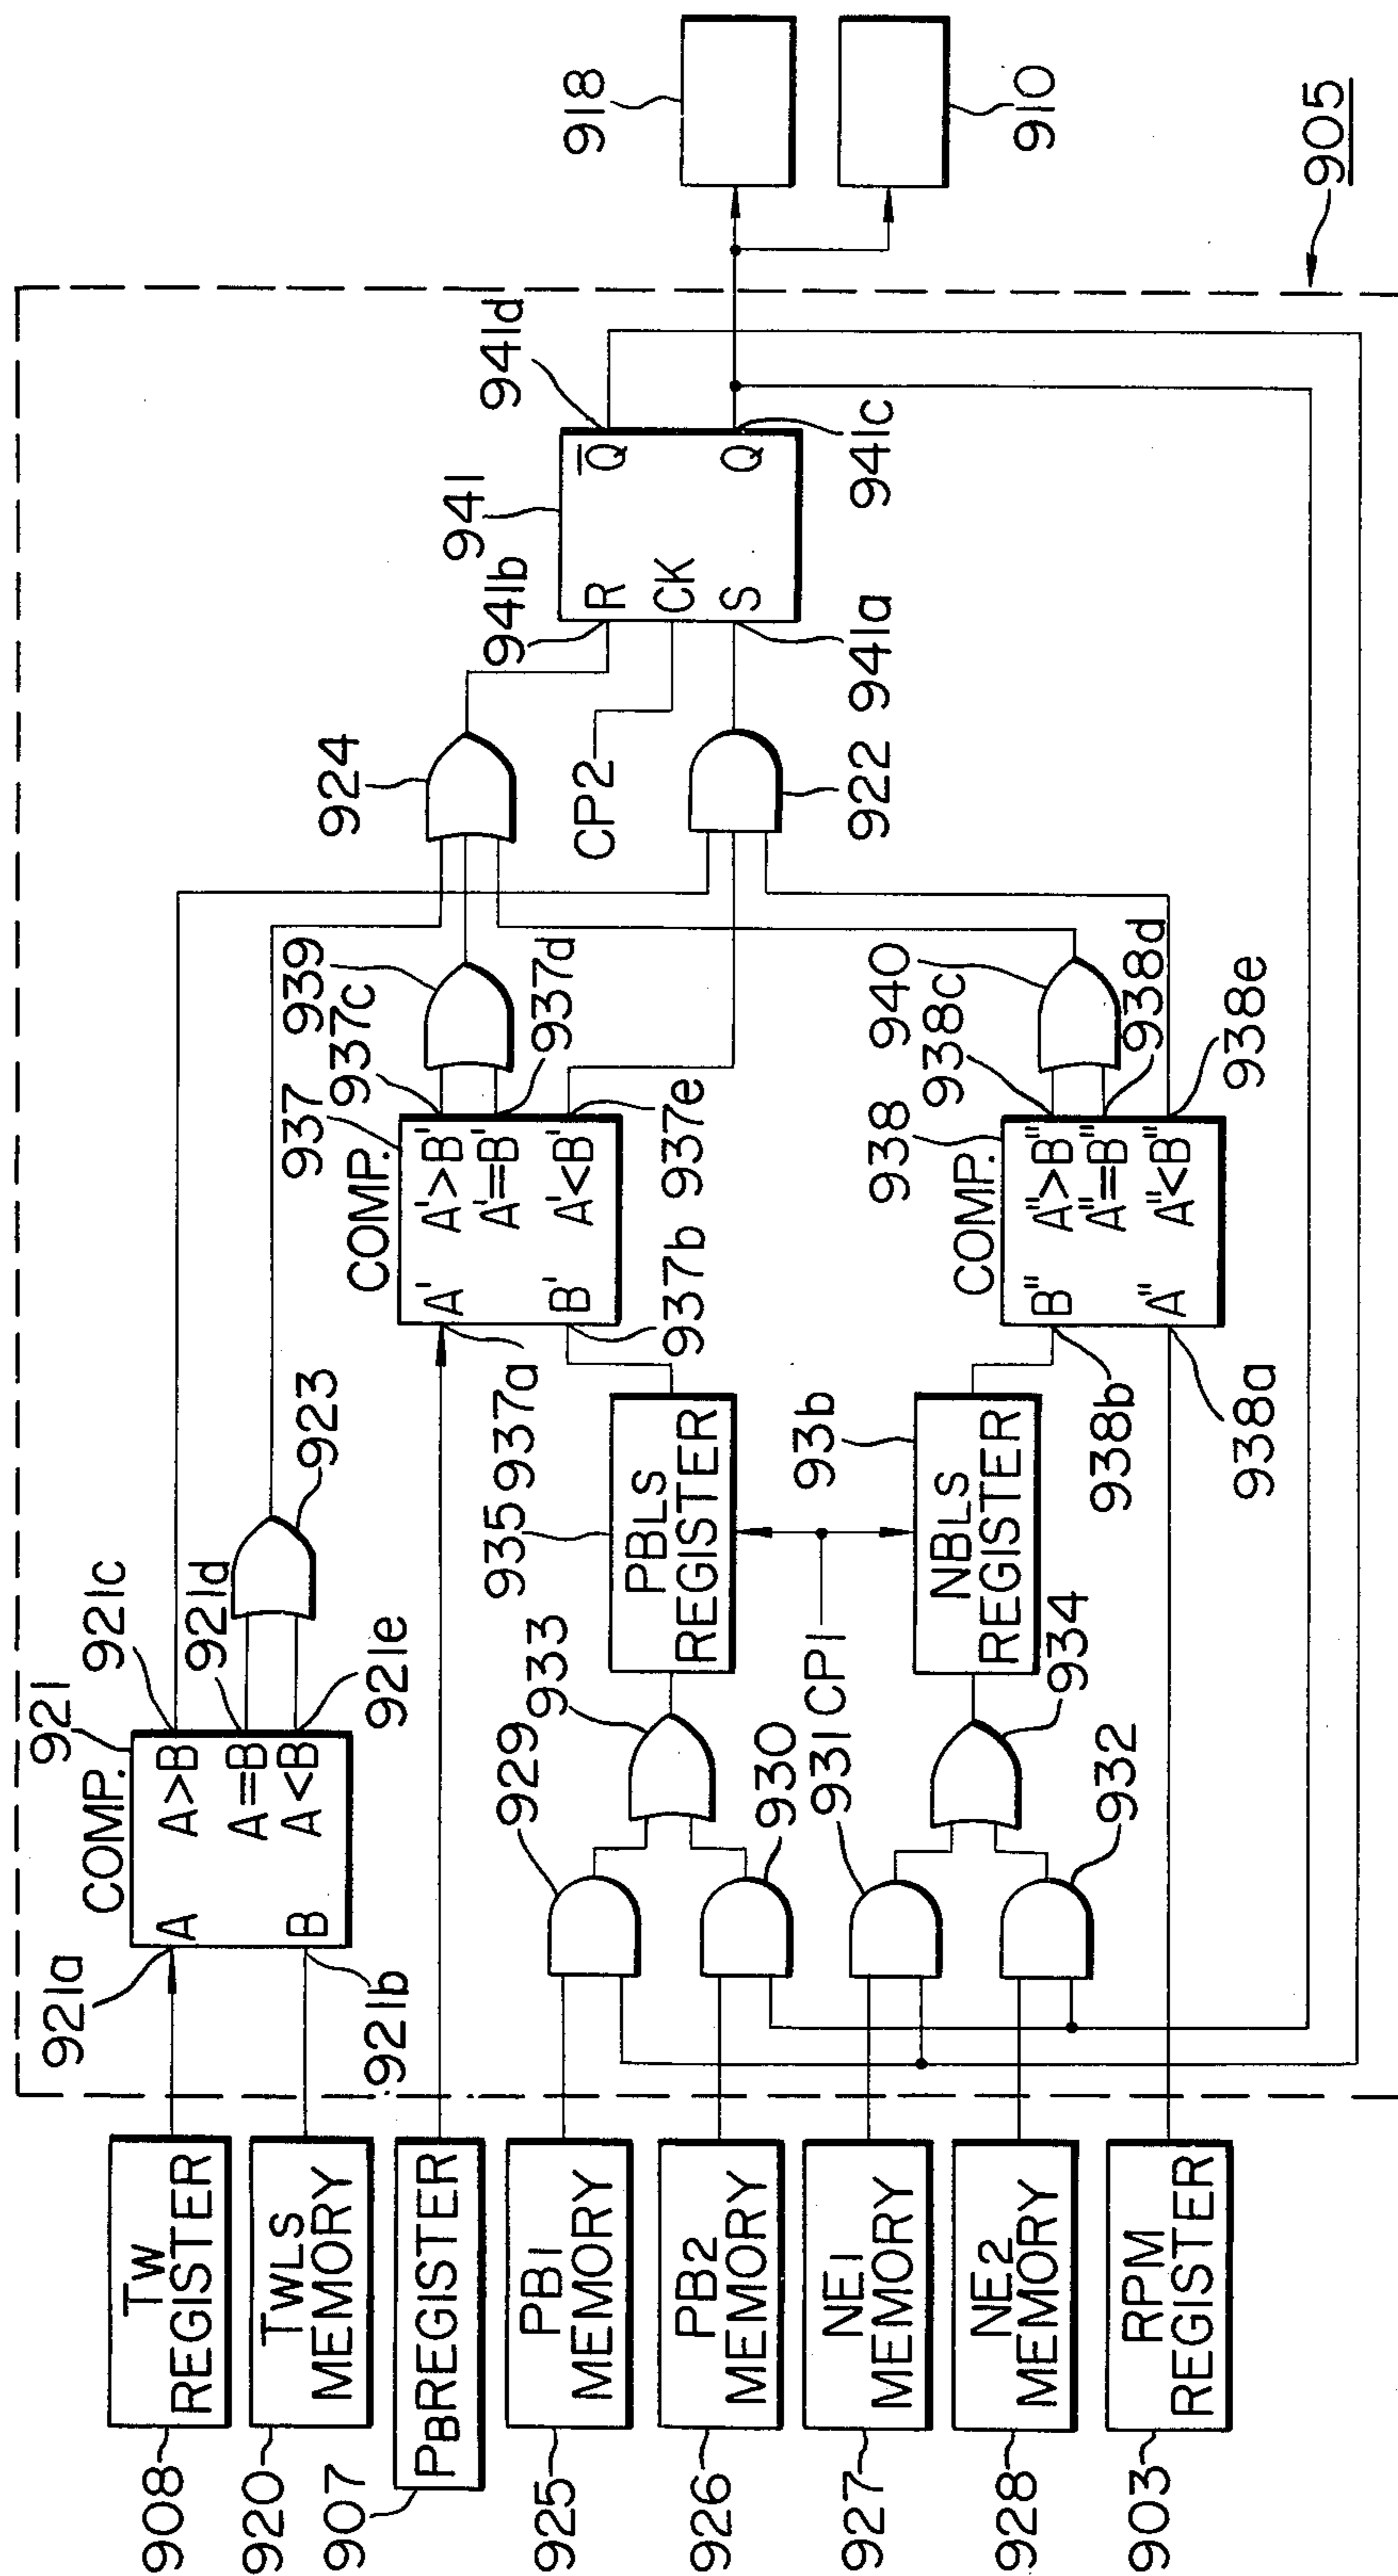 908
TW
REGISTER
920
TWLS
MEMORY
907
PB REGISTER
925
PB1
MEMORY
926
PB2
MEMORY
927
NE1
MEMORY
928
NE2
MEMORY
903
RPM
REGISTER
921a
921b
COMP.
921
A
B
A>B
A=B
A<B
921c
921d
921e
923
929
930
931
932
933
934
935
PBLS
REGISTER
CP1
93b
NBLS
REGISTER
937a
937b
COMP.
937
A'
B'
A'>B'
A'=B'
A'<B'
937c
937d
937e
939
938b
938a
COMP.
938
B"
A"
A">B"
A"=B"
A"<B"
938c
938d
938e
940
924
CP2
922
941b
941a
941
R
CK
S
Q̅
Q
941d
941c
918
910
905